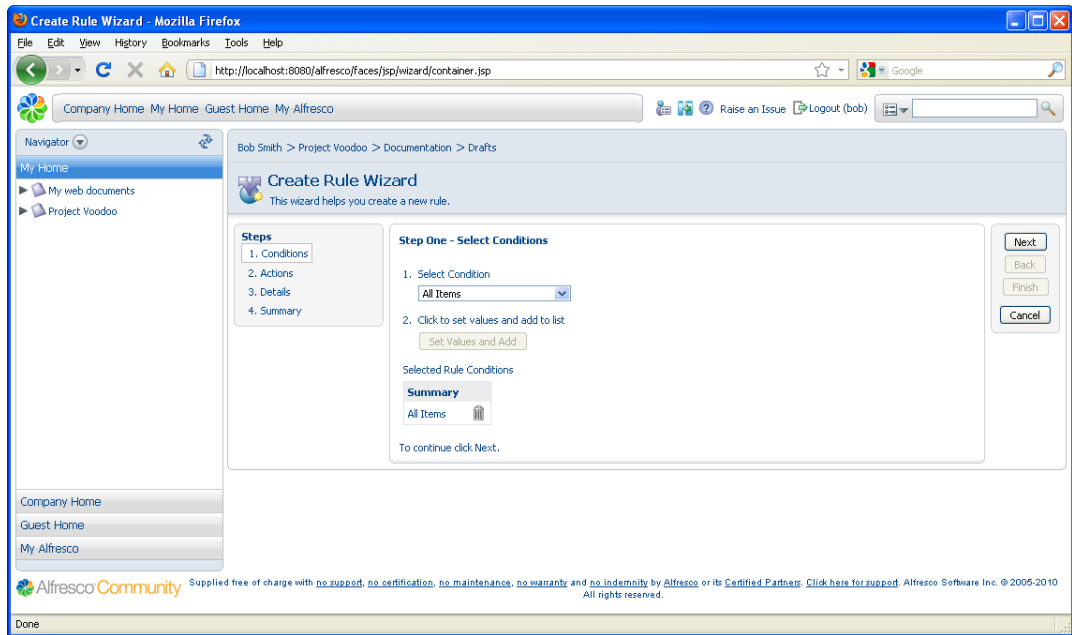 Create Rule Wizard - Mozilla Firefox
File Edit View History Bookmarks Tools Help
http://localhost:8080/alfresco/faces/jsp/wizard/container.jsp
Google
Company Home My Home Guest Home My Alfresco
Raise an Issue Logout (bob)
Navigator
My Home
My web documents
Project Voodoo
Company Home
Guest Home
My Alfresco
Bob Smith > Project Voodoo > Documentation > Drafts
Create Rule Wizard
This wizard helps you create a new rule.
Steps
1. Conditions
2. Actions
3. Details
4. Summary
Step One - Select Conditions
1. Select Condition
All Items
2. Click to set values and add to list
Set Values and Add
Selected Rule Conditions
Summary
All Items
To continue click Next.
Next
Back
Finish
Cancel
Alfresco Community
Supplied free of charge with no support, no certification, no maintenance, no warranty and no indemnity by Alfresco or its Certified Partners. Click here for support. Alfresco Software Inc. © 2005-2010
All rights reserved.
Done